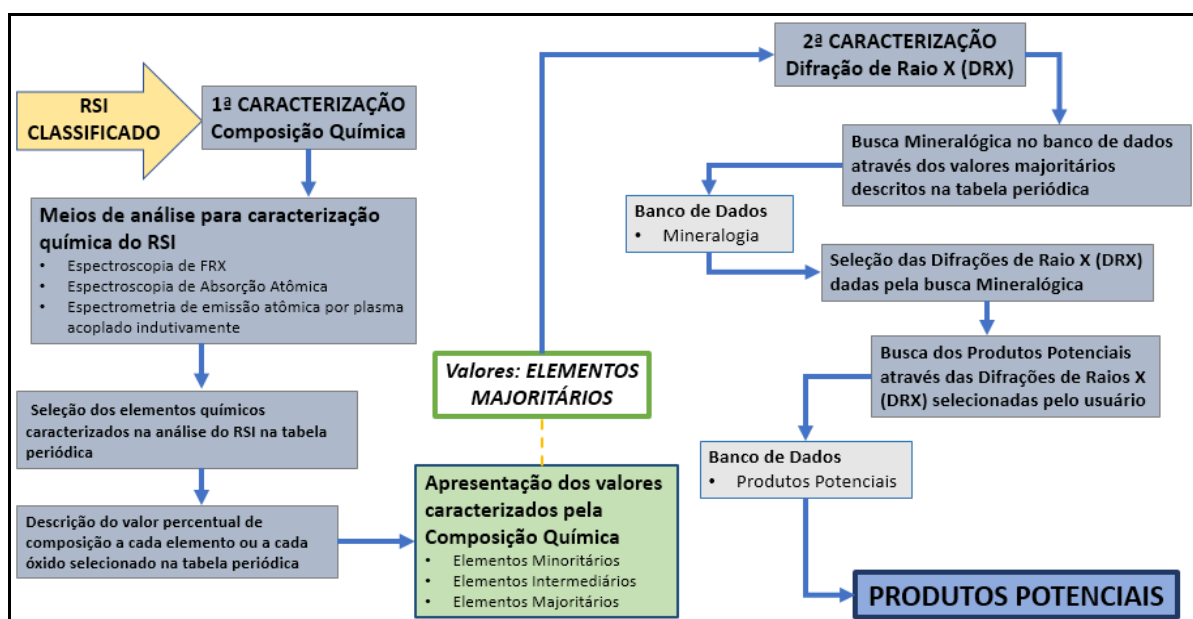 RSI
CLASSIFICADO
1ª CARACTERIZAÇÃO
Composição Química
Meios de análise para caracterização
química do RSI
• Espectroscopia de FRX
• Espectroscopia de Absorção Atômica
• Espectrometria de emissão atômica por plasma
acoplado indutivamente
Seleção dos elementos químicos
caracterizados na análise do RSI na tabela
periódica
Descrição do valor percentual de
composição a cada elemento ou a cada
óxido selecionado na tabela periódica
Apresentação dos valores
caracterizados pela
Composição Química
• Elementos Minoritários
• Elementos Intermediários
• Elementos Majoritários
Valores: ELEMENTOS
MAJORITÁRIOS
2ª CARACTERIZAÇÃO
Difração de Raio X (DRX)
Busca Mineralógica no banco de dados
através dos valores majoritários
descritos na tabela periódica
Banco de Dados
• Mineralogia
Seleção das Difrações de Raio X (DRX)
dadas pela busca Mineralógica
Busca dos Produtos Potenciais
através das Difrações de Raios X
(DRX) selecionadas pelo usuário
Banco de Dados
• Produtos Potenciais
PRODUTOS POTENCIAIS